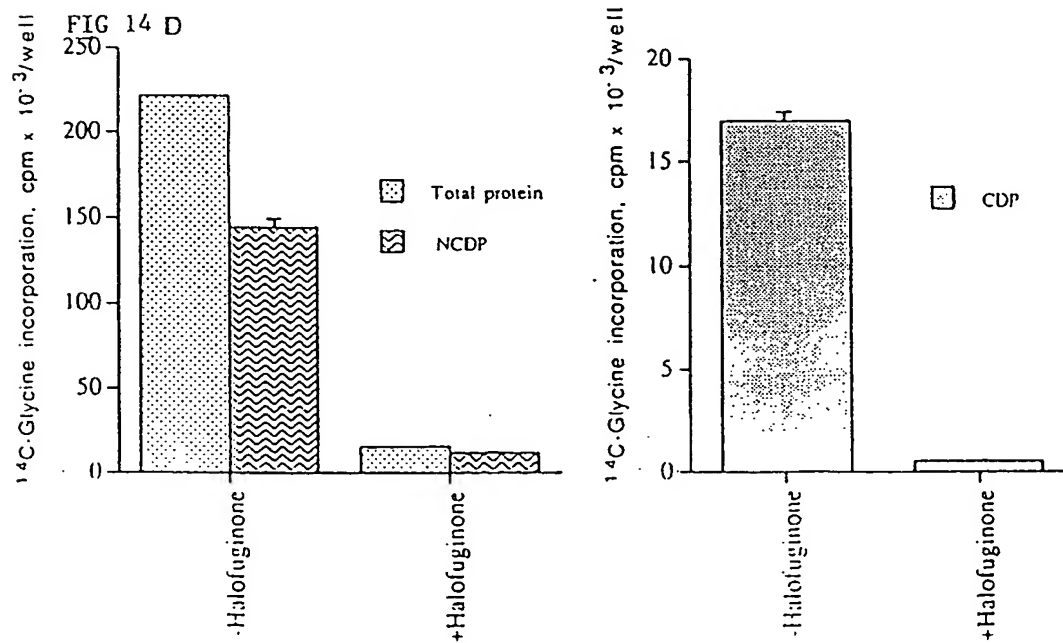 FIG 14 D
¹⁴C-Glycine incorporation, cpm x 10⁻³/well
250
200
150
100
50
0
Total protein
NCDP
-Halofuginone
+Halofuginone
¹⁴C-Glycine incorporation, cpm x 10⁻³/well
20
15
10
5
0
CDP
-Halofuginone
+Halofuginone